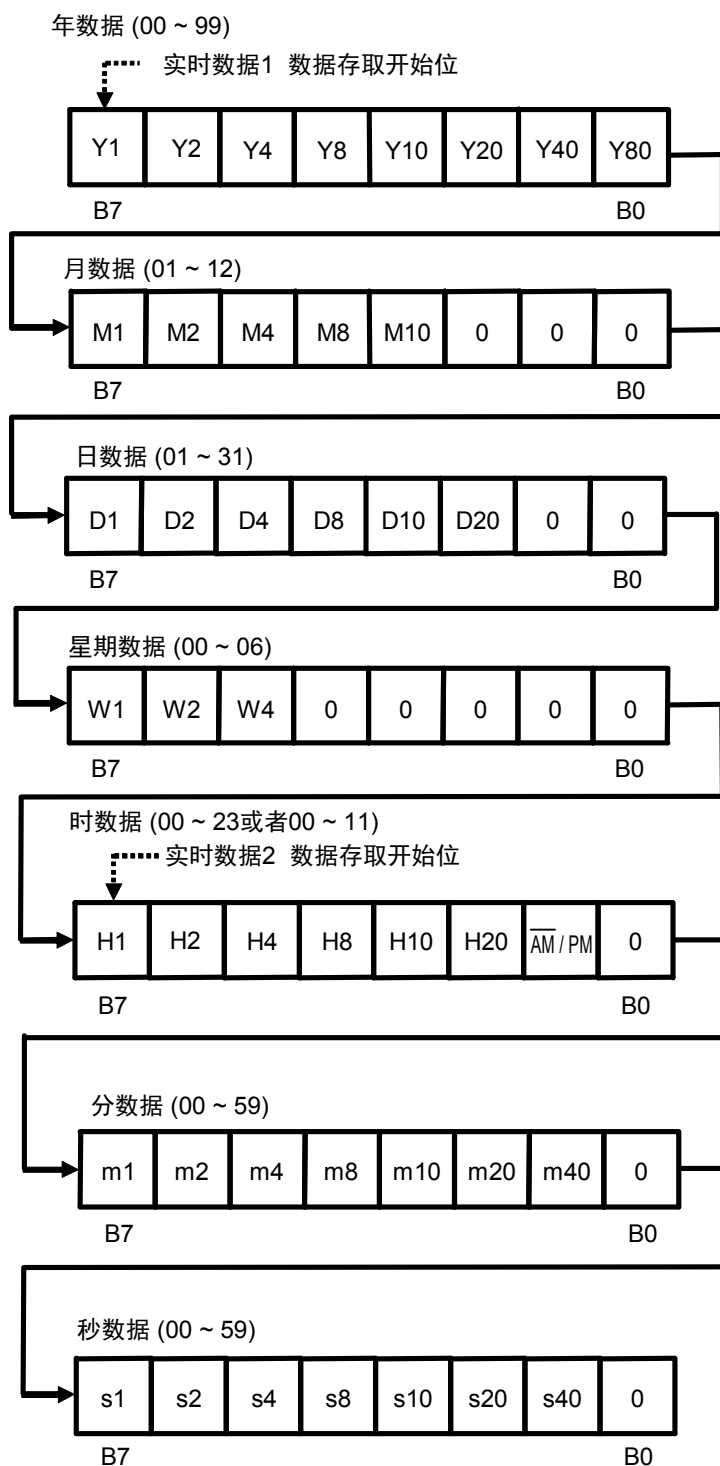 年数据 (00 ~ 99)
实时数据1 数据存取开始位
Y1 Y2 Y4 Y8 Y10 Y20 Y40 Y80
B7 B0
月数据 (01 ~ 12)
M1 M2 M4 M8 M10 0 0 0
B7 B0
日数据 (01 ~ 31)
D1 D2 D4 D8 D10 D20 0 0
B7 B0
星期数据 (00 ~ 06)
W1 W2 W4 0 0 0 0 0
B7 B0
时数据 (00 ~ 23或者00 ~ 11)
实时数据2 数据存取开始位
H1 H2 H4 H8 H10 H20 A̅M̅ / PM 0
B7 B0
分数据 (00 ~ 59)
m1 m2 m4 m8 m10 m20 m40 0
B7 B0
秒数据 (00 ~ 59)
s1 s2 s4 s8 s10 s20 s40 0
B7 B0